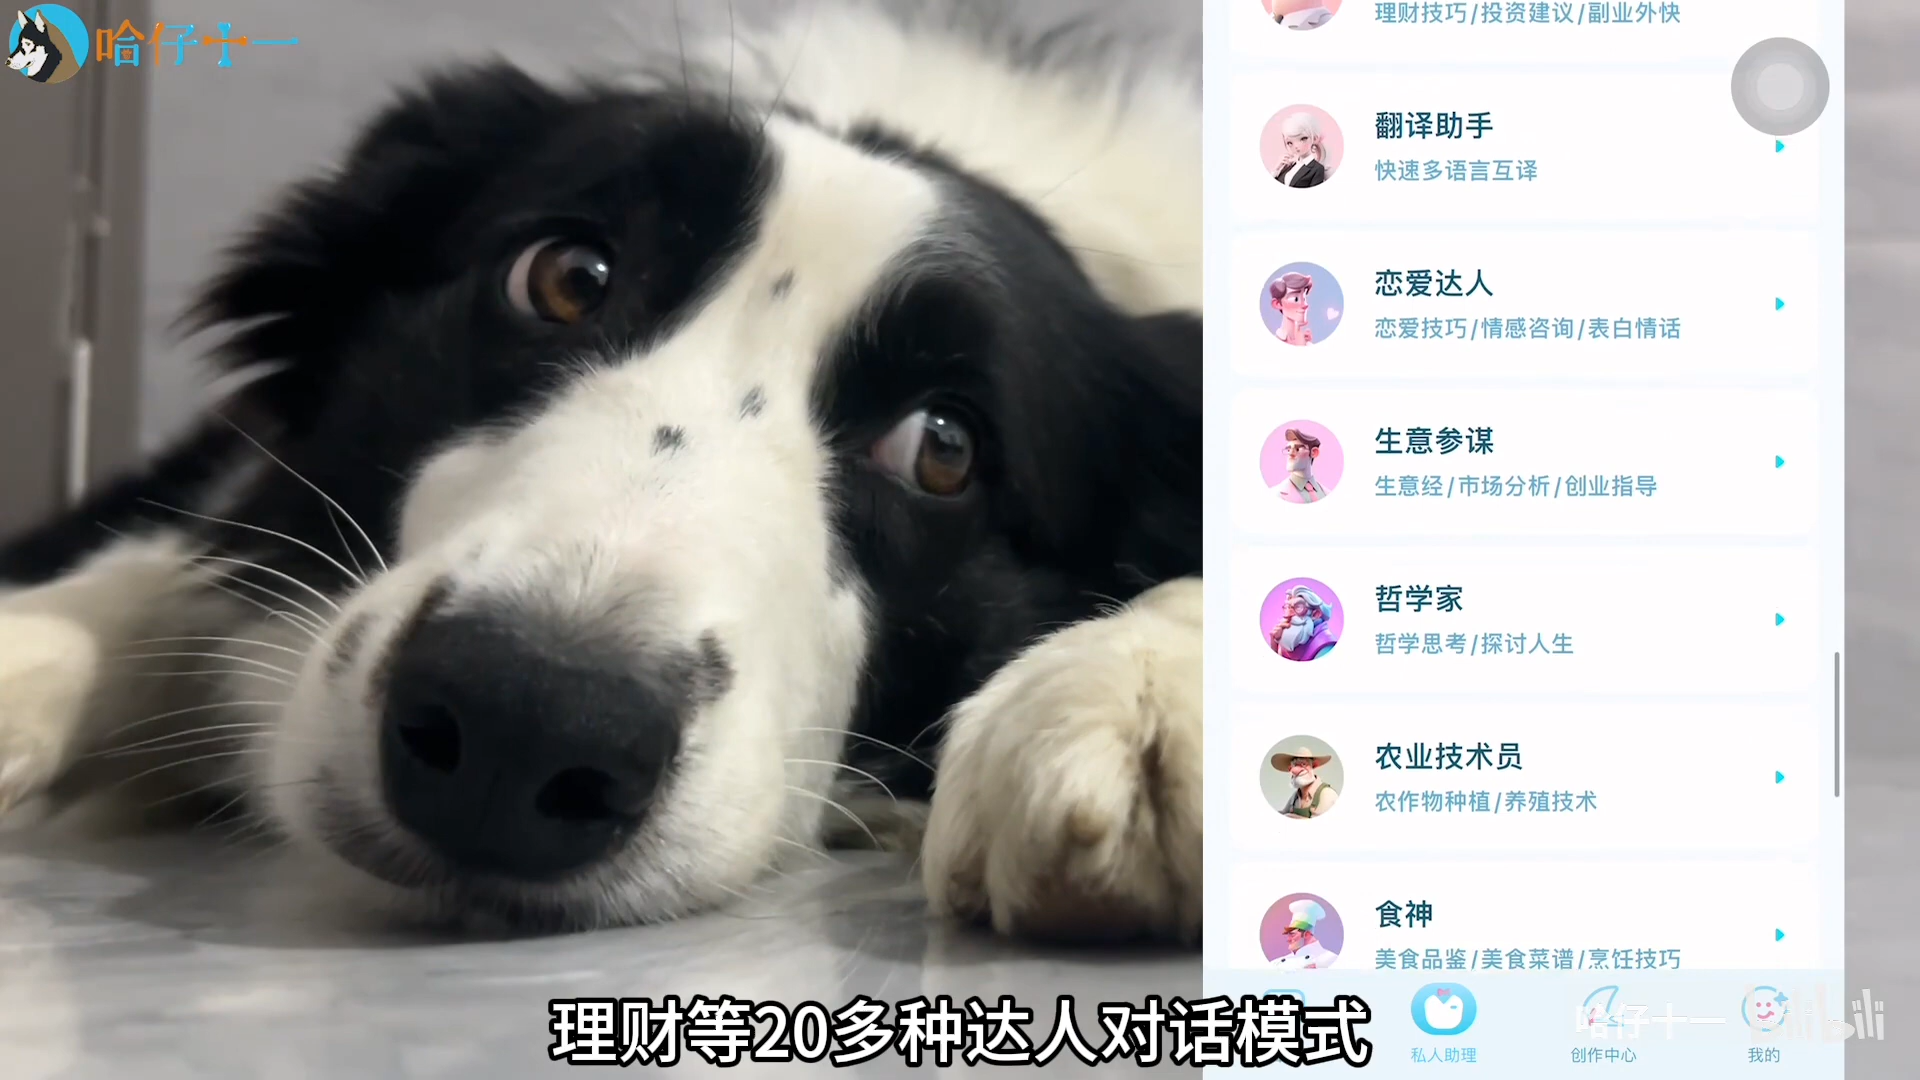 哈仔十一
理财技巧/投资建议/副业外快
翻译助手
快速多语言互译
恋爱达人
恋爱技巧/情感咨询/表白情话
生意参谋
生意经/市场分析/创业指导
哲学家
哲学思考/探讨人生
农业技术员
农作物种植/养殖技术
食神
美食品鉴/美食菜谱/烹饪技巧
理财等20多种达人对话模式
哈仔十一 bilibili
私人助理
创作中心
我的